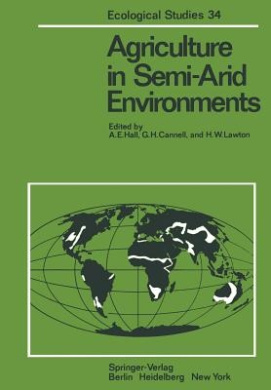 Ecological Studies 34
Agriculture
in Semi-Arid
Environments
Edited by
A.E.Hall, G.H.Cannell, and H.W.Lawton
Springer-Verlag
Berlin Heidelberg New York